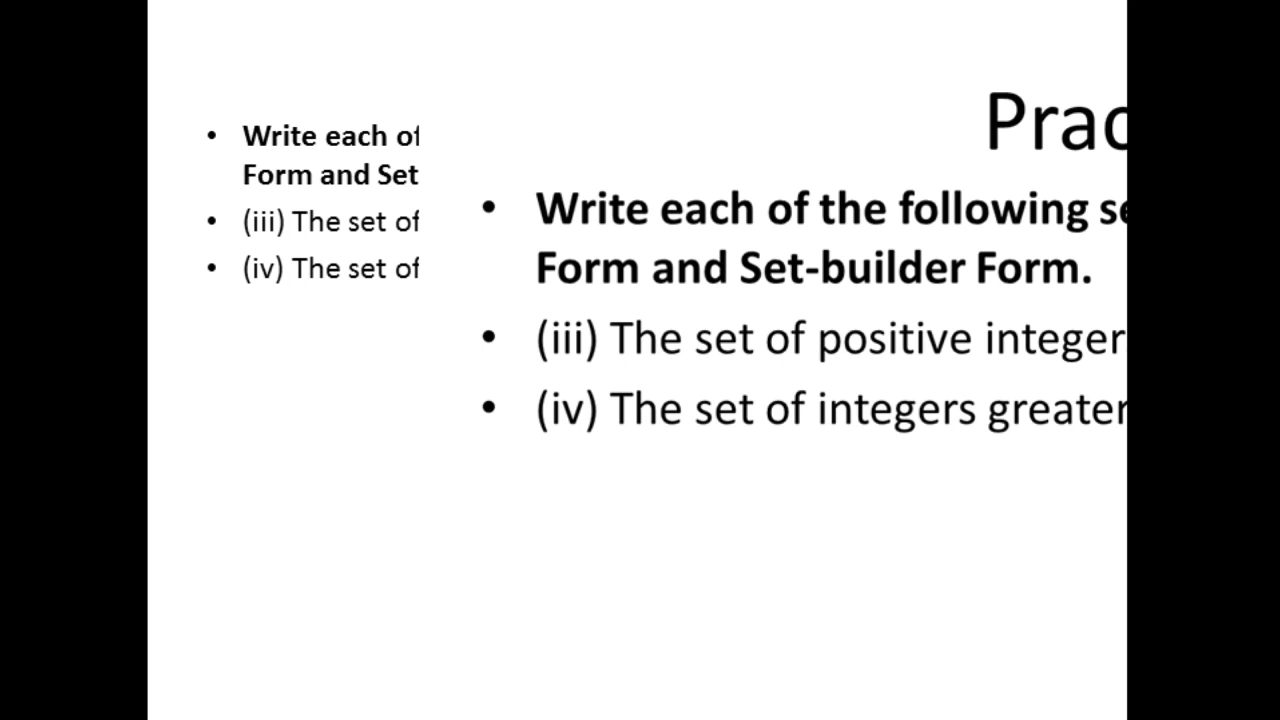 • Write each of
Form and Set
• (iii) The set of
• (iv) The set of
Prac
• Write each of the following se
Form and Set-builder Form.
• (iii) The set of positive integer
• (iv) The set of integers greater